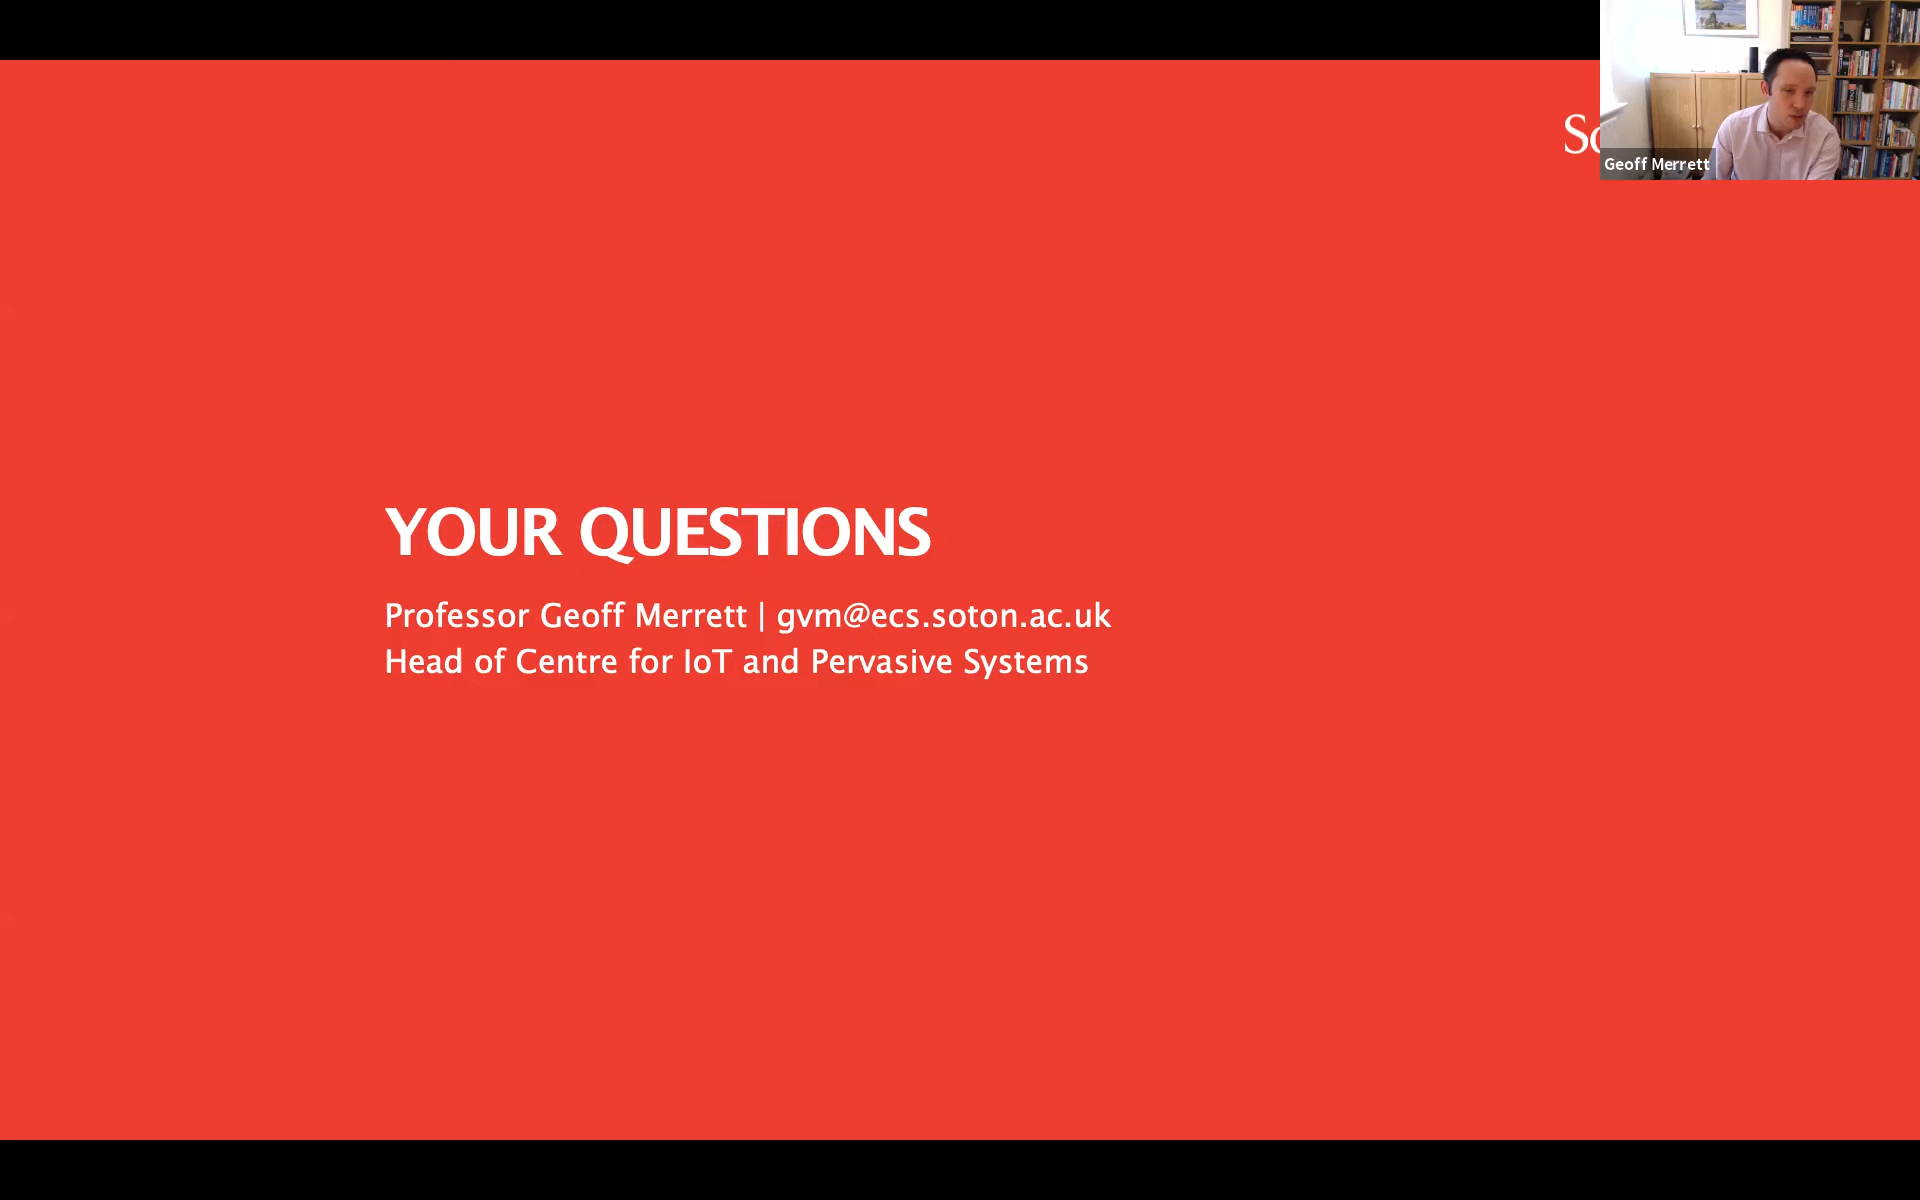 So
Geoff Merrett
YOUR QUESTIONS
Professor Geoff Merrett | gvm@ecs.soton.ac.uk
Head of Centre for IoT and Pervasive Systems